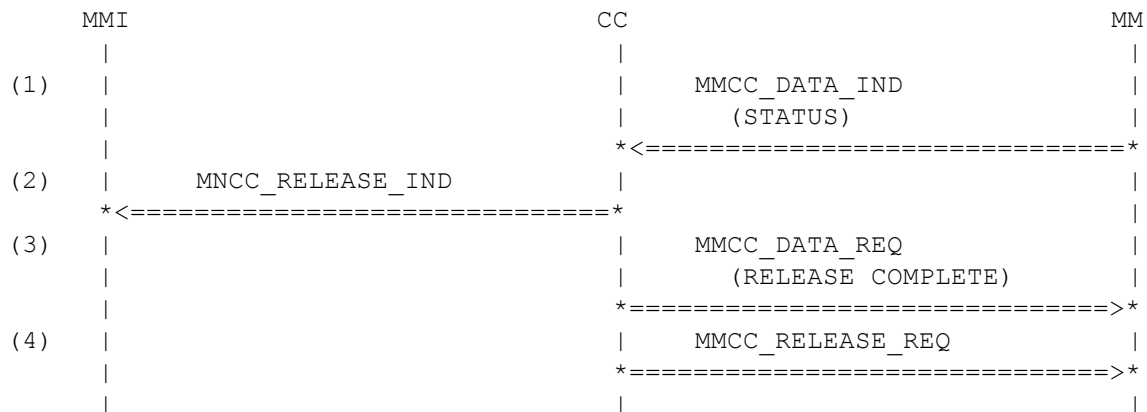 MMI CC MM
(1) MMCC_DATA_IND
(STATUS)
(2) MNCC_RELEASE_IND
(3) MMCC_DATA_REQ
(RELEASE COMPLETE)
(4) MMCC_RELEASE_REQ